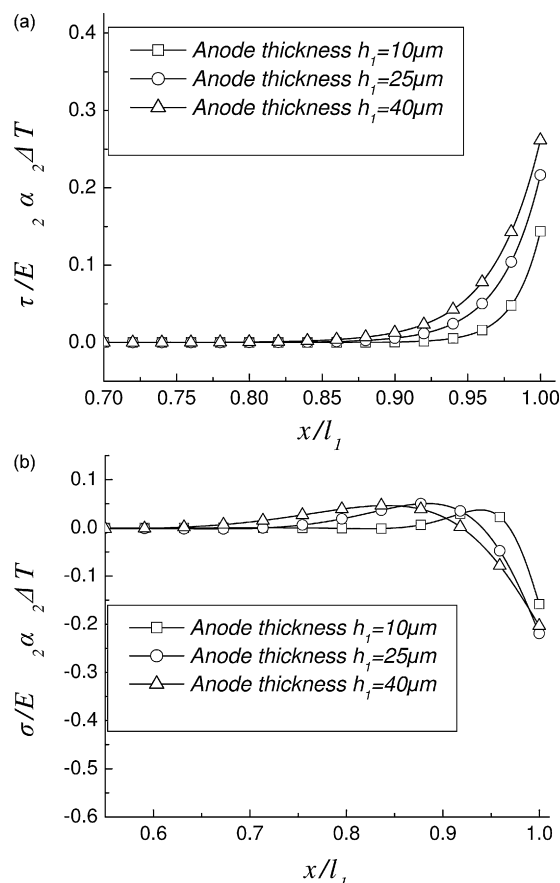 (a)
Anode thickness h1=10μm
Anode thickness h1=25μm
Anode thickness h1=40μm
0.4
0.3
0.2
0.1
0.0
τ/E 2 α 2ΔT
0.70 0.75 0.80 0.85 0.90 0.95 1.00
x/l1
(b)
0.1
0.0
-0.1
-0.2
-0.3
-0.4
-0.5
-0.6
σ/E 2α 2ΔT
Anode thickness h1=10μm
Anode thickness h1=25μm
Anode thickness h1=40μm
0.6 0.7 0.8 0.9 1.0
x/l1